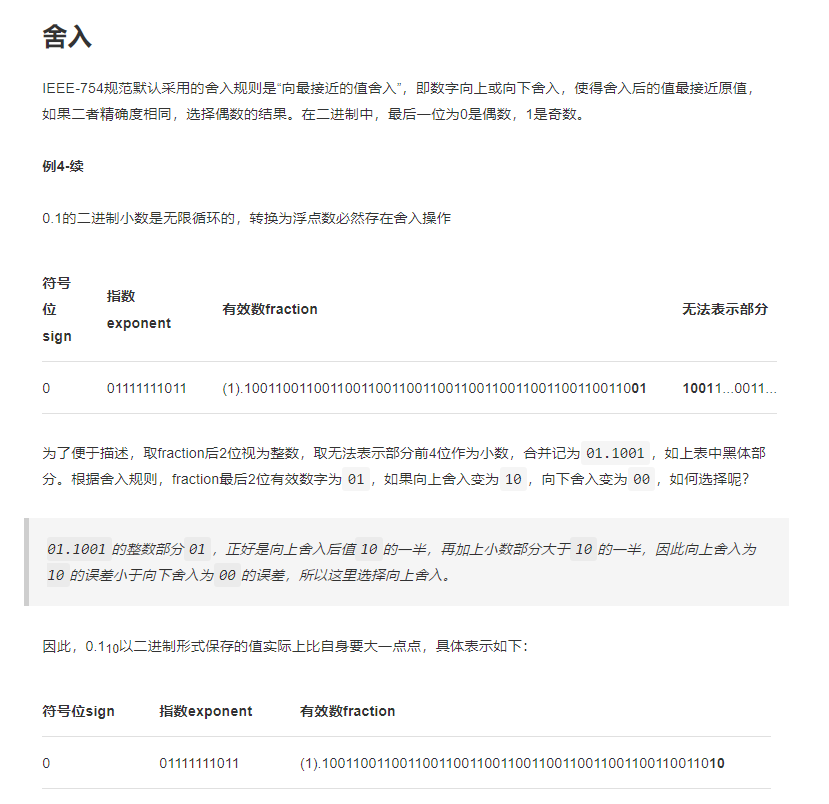 舍入
IEEE-754规范默认采用的舍入规则是“向最接近的值舍入”，即数字向上或向下舍入，使得舍入后的值最接近原值，
如果二者精确度相同，选择偶数的结果。在二进制中，最后一位为0是偶数，1是奇数。
例4-续
0.1的二进制小数是无限循环的，转换为浮点数必然存在舍入操作
符号位sign 指数exponent 有效数fraction 无法表示部分
0 01111111011 (1).1001100110011001100110011001100110011001100110011001 10011...0011...
为了便于描述，取fraction后2位视为整数，取无法表示部分前4位作为小数，合并记为 01.1001 ，如上表中黑体部
分。根据舍入规则，fraction最后2位有效数字为 01 ，如果向上舍入变为 10 ，向下舍入变为 00 ，如何选择呢？
01.1001 的整数部分 01 ，正好是向上舍入后值 10 的一半，再加上小数部分大于 10 的一半，因此向上舍入为
10 的误差小于向下舍入为 00 的误差，所以这里选择向上舍入。
因此，0.1₁₀以二进制形式保存的值实际上比自身要大一点点，具体表示如下：
符号位sign 指数exponent 有效数fraction
0 01111111011 (1).1001100110011001100110011001100110011001100110011010